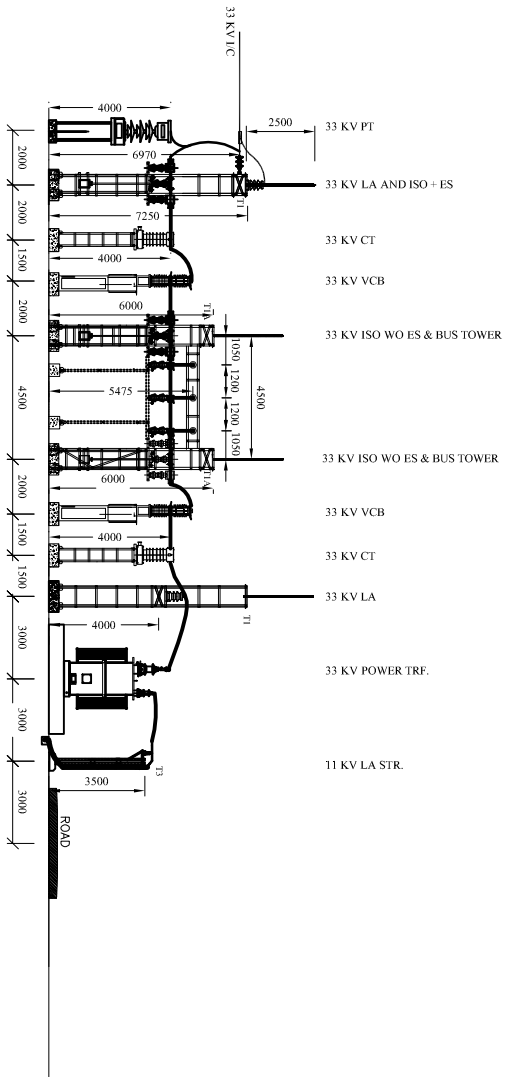 33 KV I/C
4000
2500
33 KV PT
6970
2000
33 KV LA AND ISO + ES
T1
7250
2000
33 KV CT
4000
1500
33 KV VCB
2000
6000
T1A
33 KV ISO WO ES & BUS TOWER
1050
1200
5475
4500
4500
1200
1050
33 KV ISO WO ES & BUS TOWER
6000
T1A
2000
33 KV VCB
4000
1500
33 KV CT
1500
33 KV LA
4000
T1
3000
33 KV POWER TRF.
3000
11 KV LA STR.
T3
3500
3000
ROAD